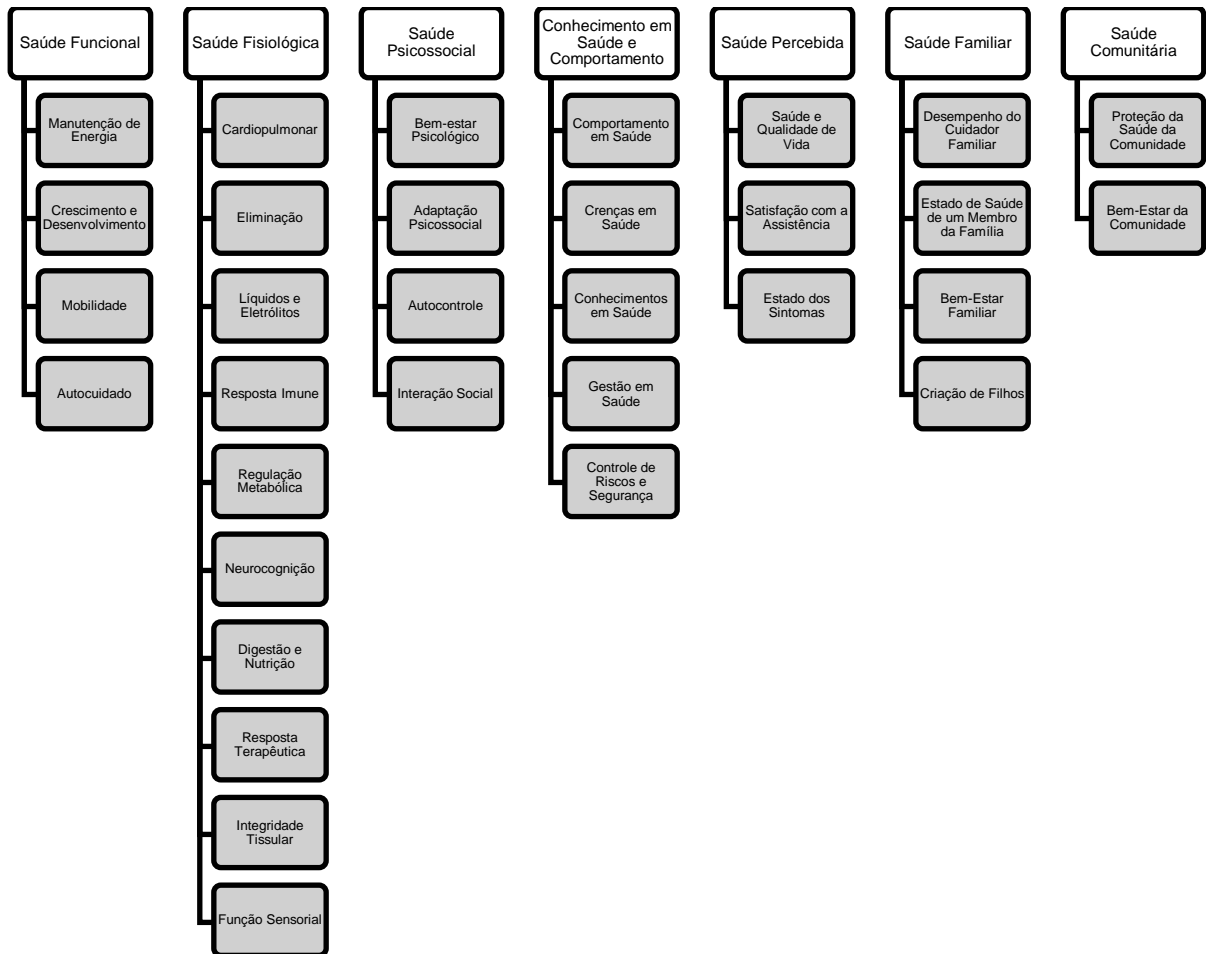 Saúde Funcional
Manutenção de
Energia
Crescimento e
Desenvolvimento
Mobilidade
Autocuidado
Saúde Fisiológica
Cardiopulmonar
Eliminação
Líquidos e
Eletrólitos
Resposta Imune
Regulação
Metabólica
Neurocognição
Digestão e
Nutrição
Resposta
Terapêutica
Integridade
Tissular
Função Sensorial
Saúde
Psicossocial
Bem-estar
Psicológico
Adaptação
Psicossocial
Autocontrole
Interação Social
Conhecimento em
Saúde e
Comportamento
Comportamento
em Saúde
Crenças em
Saúde
Conhecimentos
em Saúde
Gestão em
Saúde
Controle de
Riscos e
Segurança
Saúde Percebida
Saúde e
Qualidade de
Vida
Satisfação com a
Assistência
Estado dos
Sintomas
Saúde Familiar
Desempenho do
Cuidador
Familiar
Estado de Saúde
de um Membro
da Família
Bem-Estar
Familiar
Criação de Filhos
Saúde
Comunitária
Proteção da
Saúde da
Comunidade
Bem-Estar da
Comunidade